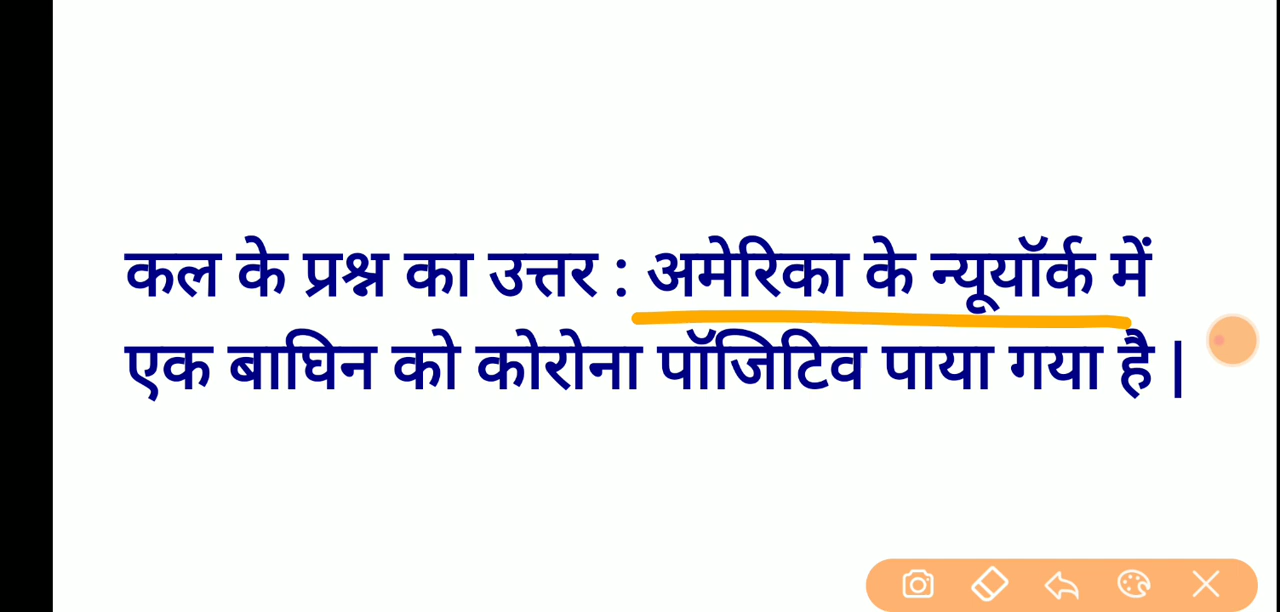 कल के प्रश्न का उत्तर : अमेरिका के न्यूयॉर्क में
एक बाघिन को कोरोना पॉजिटिव पाया गया है |